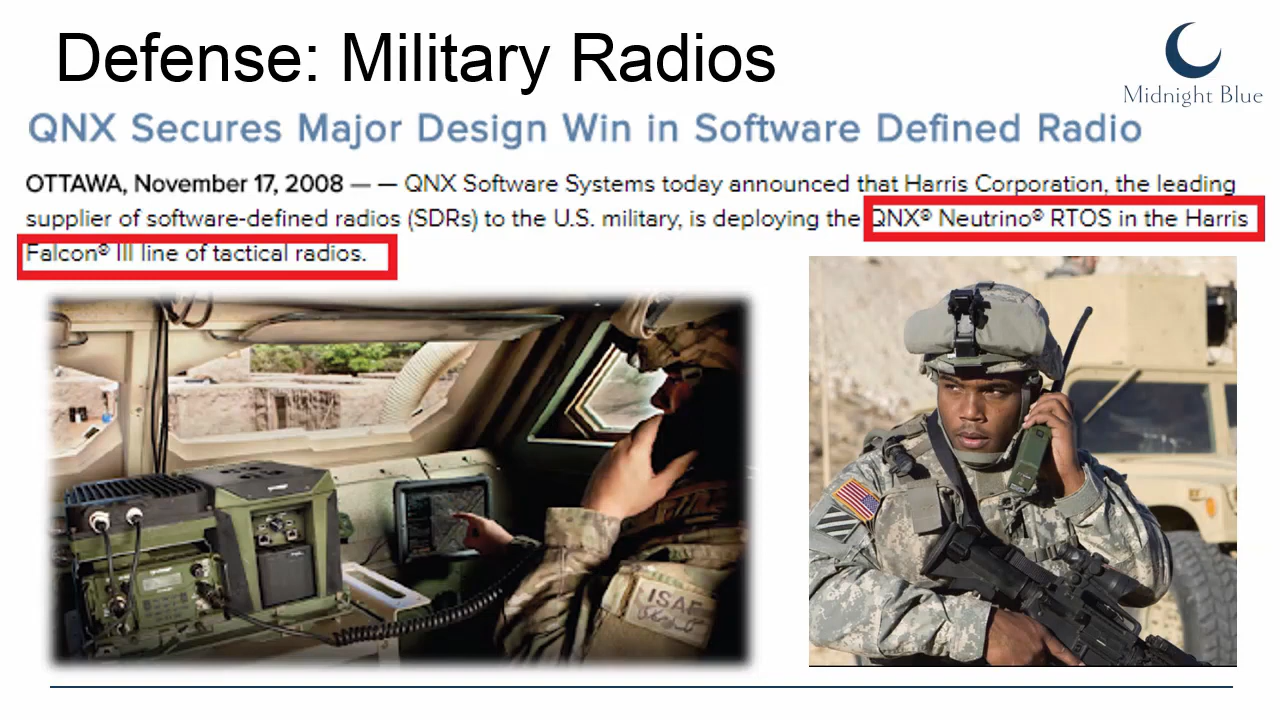 Defense: Military Radios
Midnight Blue
QNX Secures Major Design Win in Software Defined Radio
OTTAWA, November 17, 2008 — — QNX Software Systems today announced that Harris Corporation, the leading
supplier of software-defined radios (SDRs) to the U.S. military, is deploying the QNX® Neutrino® RTOS in the Harris
Falcon® III line of tactical radios.
ISAF